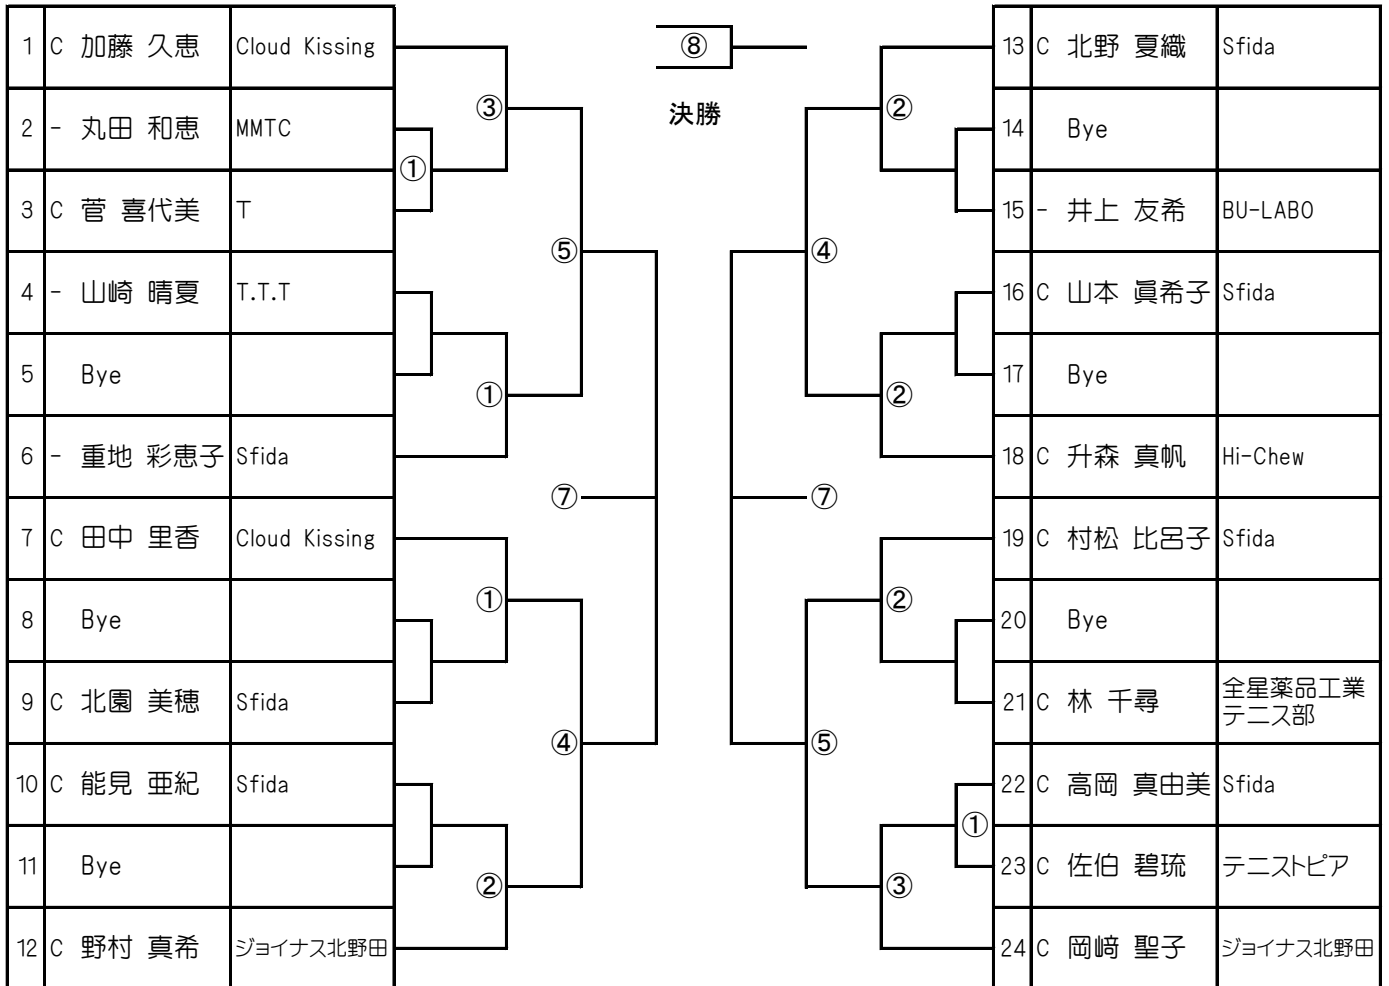 1 C 加藤 久恵 Cloud Kissing
2 - 丸田 和恵 MMTC
3 C 菅 喜代美 T
4 - 山崎 晴夏 T.T.T
5 Bye
6 - 重地 彩恵子 Sfida
7 C 田中 里香 Cloud Kissing
8 Bye
9 C 北園 美穂 Sfida
10 C 能見 亜紀 Sfida
11 Bye
12 C 野村 真希 ジョイナス北野田
③
①
⑤
①
⑦
①
④
②
⑧
決勝
②
④
②
⑦
②
⑤
①
③
13 C 北野 夏織 Sfida
14 Bye
15 - 井上 友希 BU-LABO
16 C 山本 眞希子 Sfida
17 Bye
18 C 升森 真帆 Hi-Chew
19 C 村松 比呂子 Sfida
20 Bye
21 C 林 千尋 全星薬品工業
テニス部
22 C 高岡 真由美 Sfida
23 C 佐伯 碧琉 テニストピア
24 C 岡﨑 聖子 ジョイナス北野田